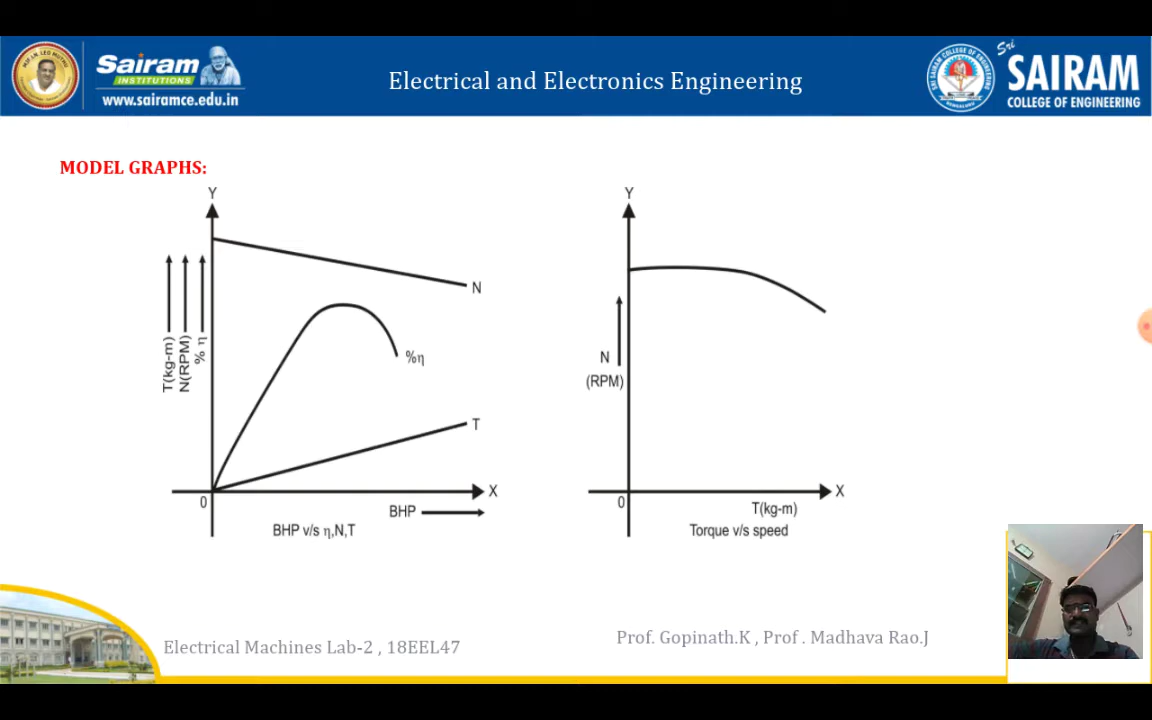 Sairam
INSTITUTIONS
www.sairamce.edu.in
Electrical and Electronics Engineering
Sri
SAIRAM
COLLEGE OF ENGINEERING
MODEL GRAPHS:
Y
T(kg-m)
N(RPM)
% η
N
%η
T
0
X
BHP
BHP v/s η,N,T
Y
N
(RPM)
0
X
T(kg-m)
Torque v/s speed
Electrical Machines Lab-2 , 18EEL47
Prof. Gopinath.K , Prof . Madhava Rao.J